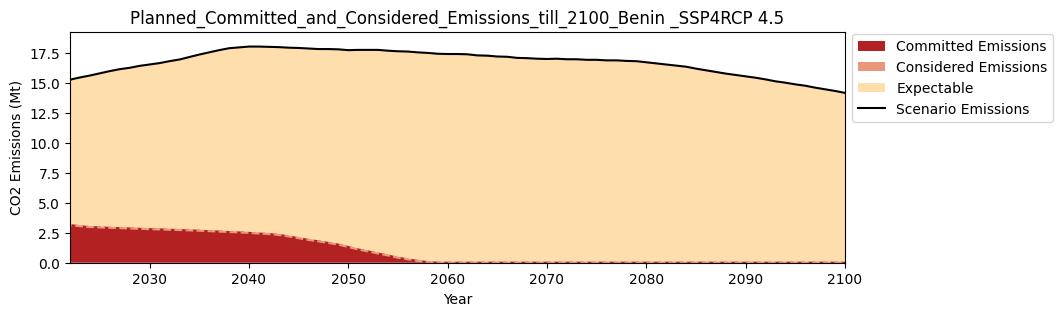 Planned_Committed_and_Considered_Emissions_till_2100_Benin _SSP4RCP 4.5
CO2 Emissions (Mt)
17.5
15.0
12.5
10.0
7.5
5.0
2.5
0.0
2030 2040 2050 2060 2070 2080 2090 2100
Year
Committed Emissions
Considered Emissions
Expectable
Scenario Emissions